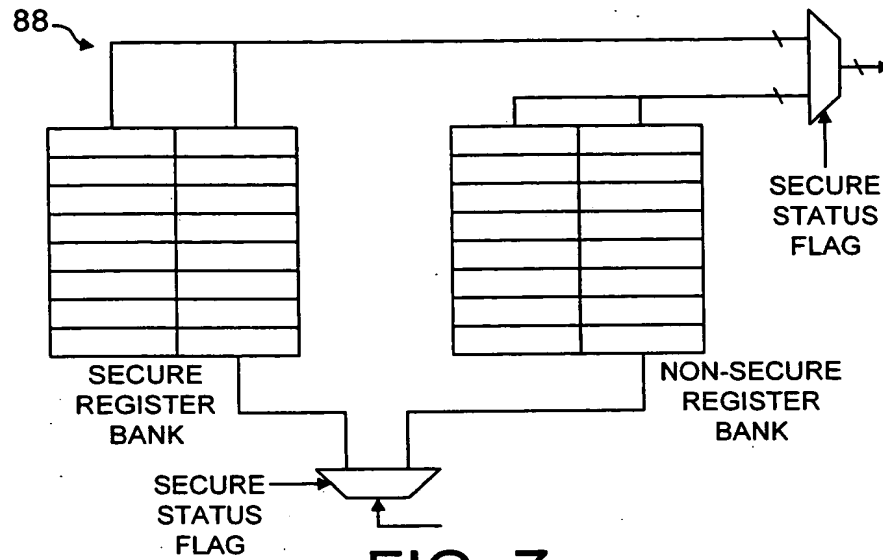 88
SECURE
STATUS
FLAG
SECURE
REGISTER
BANK
NON-SECURE
REGISTER
BANK
SECURE
STATUS
FLAG